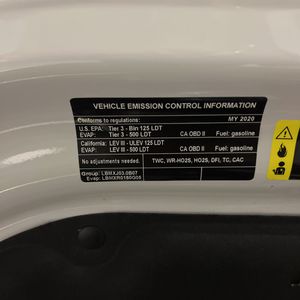 VEHICLE EMISSION CONTROL INFORMATION
Conforms to regulations: MY 2020
U.S. EPA: Tier 3 - Bin 125 LDT
EVAP: Tier 3 - 500 LDT CA OBD II Fuel: gasoline
California: LEV III - ULEV 125 LDT
EVAP: LEV III - 500 LDT CA OBD II Fuel: gasoline
No adjustments needed. TWC, WR-HO2S, HO2S, DFI, TC, CAC
Group: LBMXJ03.0B07
Evap: LBMXR0180G05